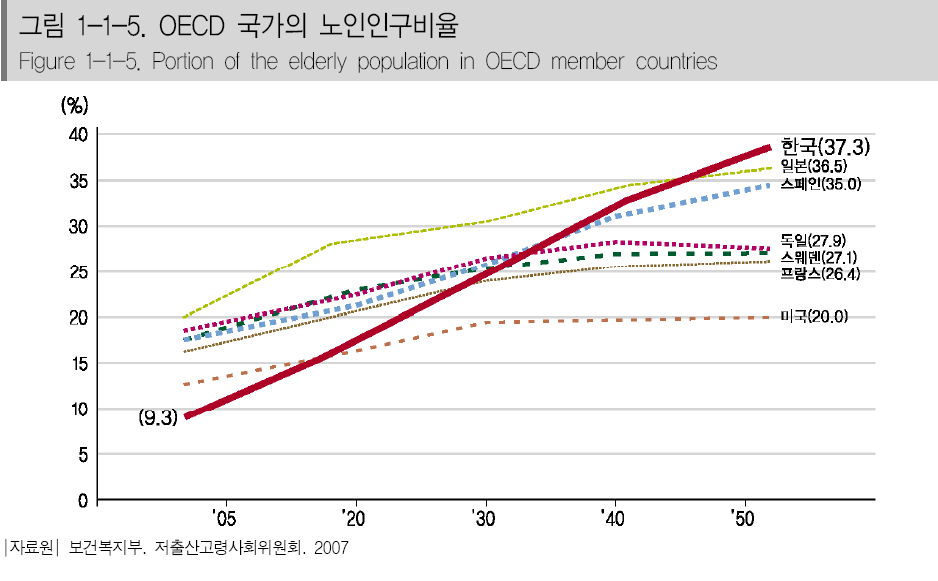 그림 1-1-5. OECD 국가의 노인인구비율
Figure 1-1-5. Portion of the elderly population in OECD member countries
(%)
40
35
30
25
20
15
10
5
0
한국(37.3)
일본(36.5)
스페인(35.0)
독일(27.9)
스웨덴(27.1)
프랑스(26.4)
미국(20.0)
(9.3)
'05 '20 '30 '40 '50
|자료원| 보건복지부. 저출산고령사회위원회. 2007